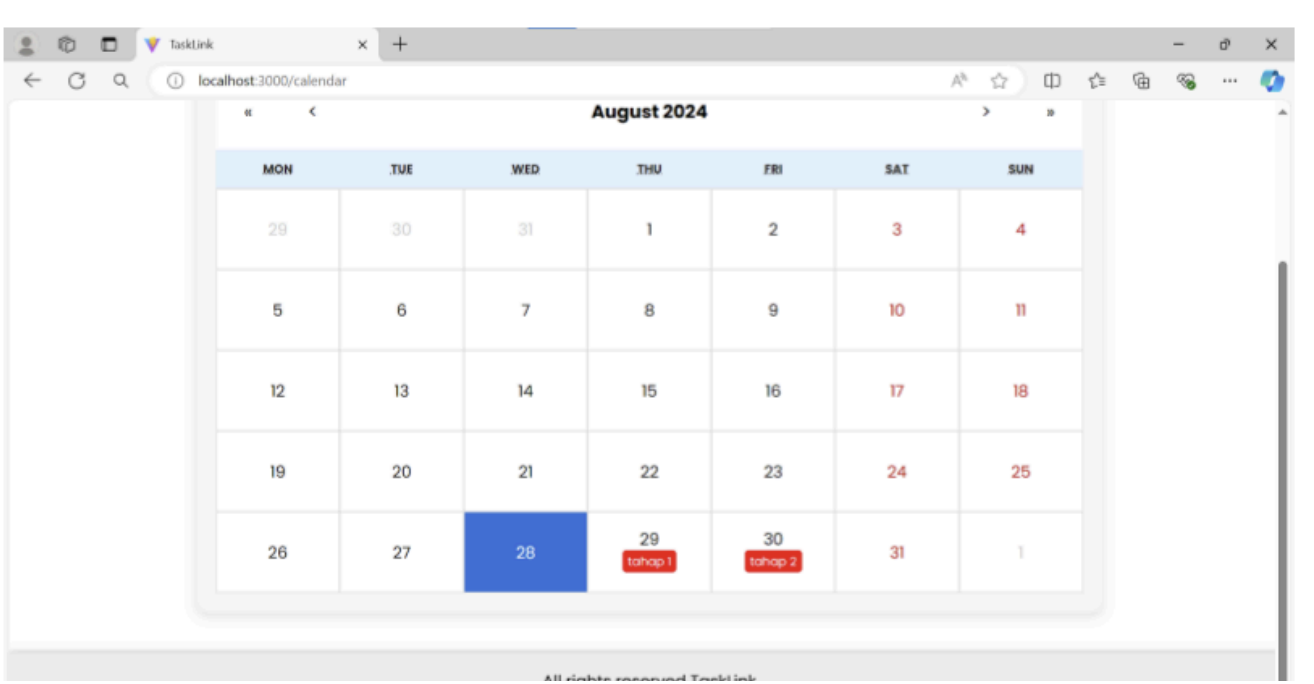 TaskLink
localhost:3000/calendar
« < August 2024 > »
MON TUE WED THU FRI SAT SUN
29 30 31 1 2 3 4
5 6 7 8 9 10 11
12 13 14 15 16 17 18
19 20 21 22 23 24 25
26 27 28 29 30 31 1
tahap 1 tahap 2
All rights reserved TaskLink